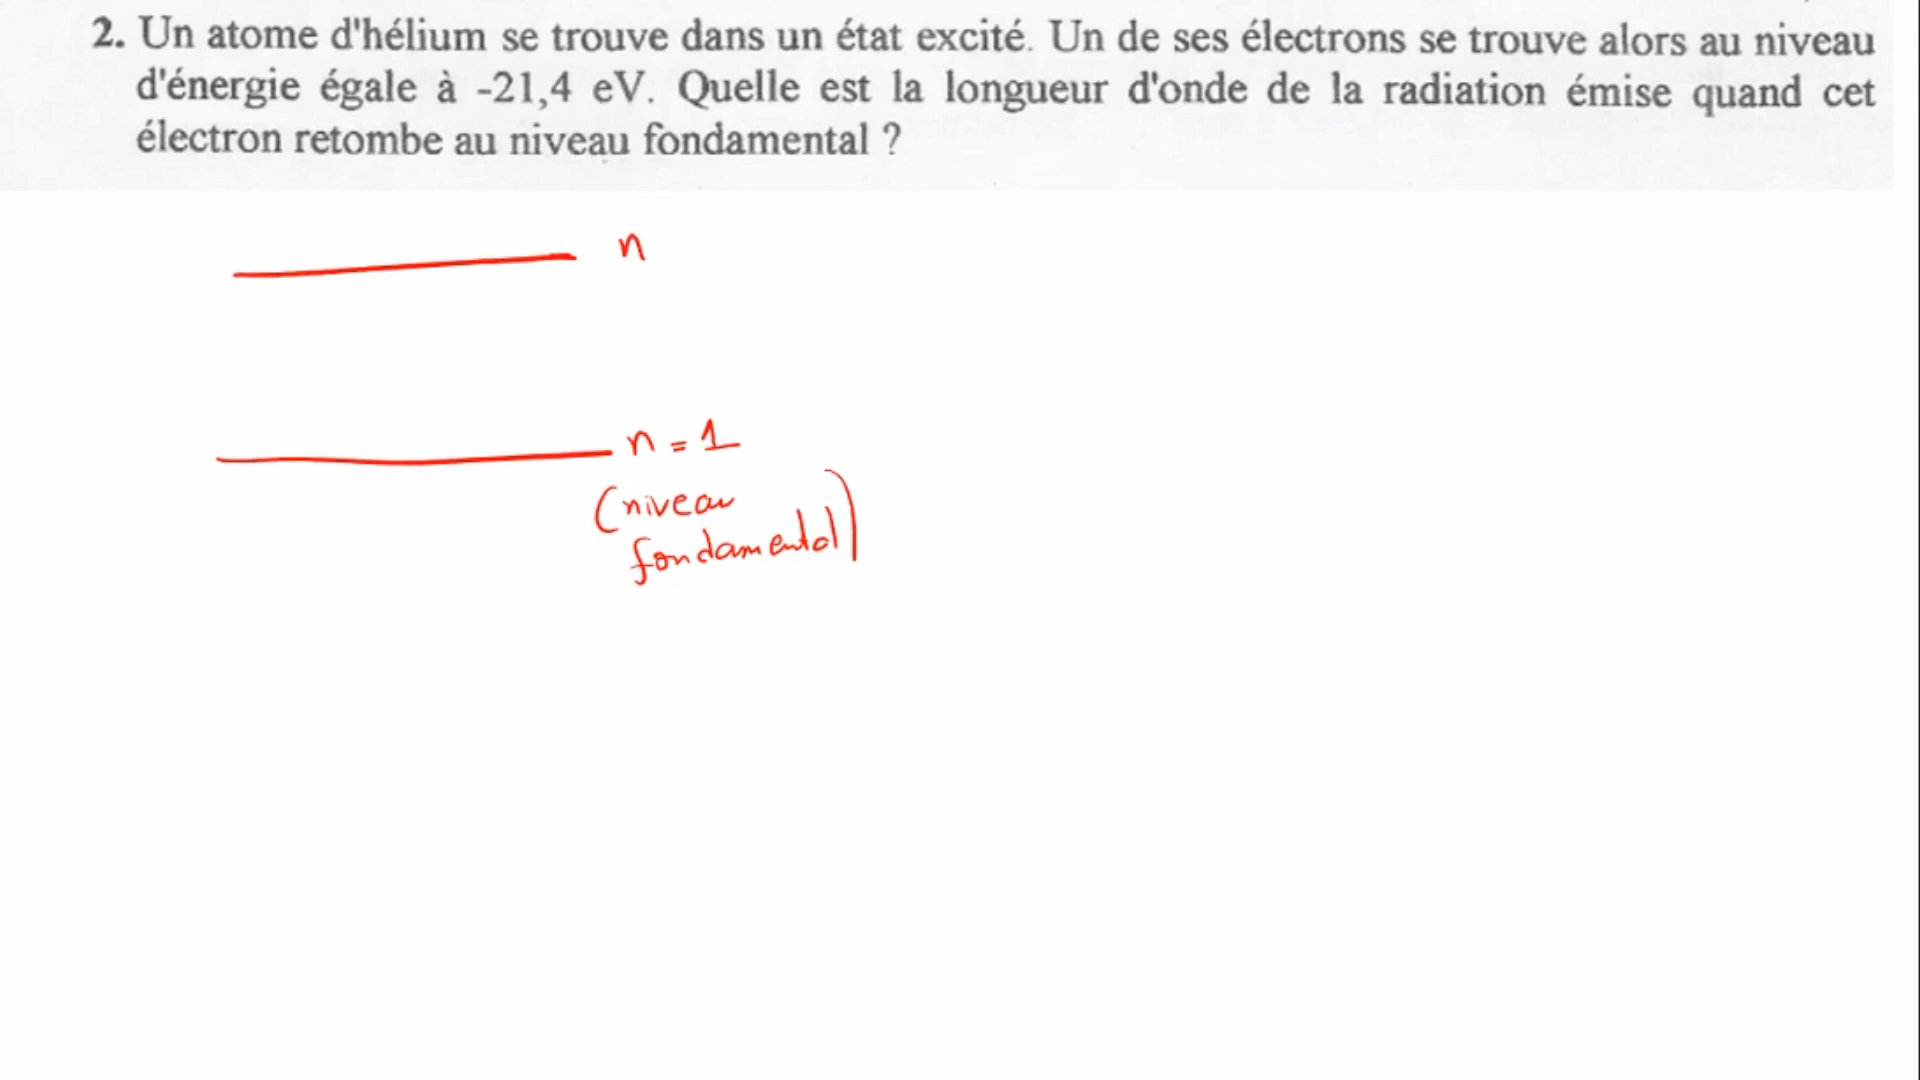 2. Un atome d'hélium se trouve dans un état excité. Un de ses électrons se trouve alors au niveau
d'énergie égale à -21,4 eV. Quelle est la longueur d'onde de la radiation émise quand cet
électron retombe au niveau fondamental ?
n
n = 1
(niveau
fondamental)